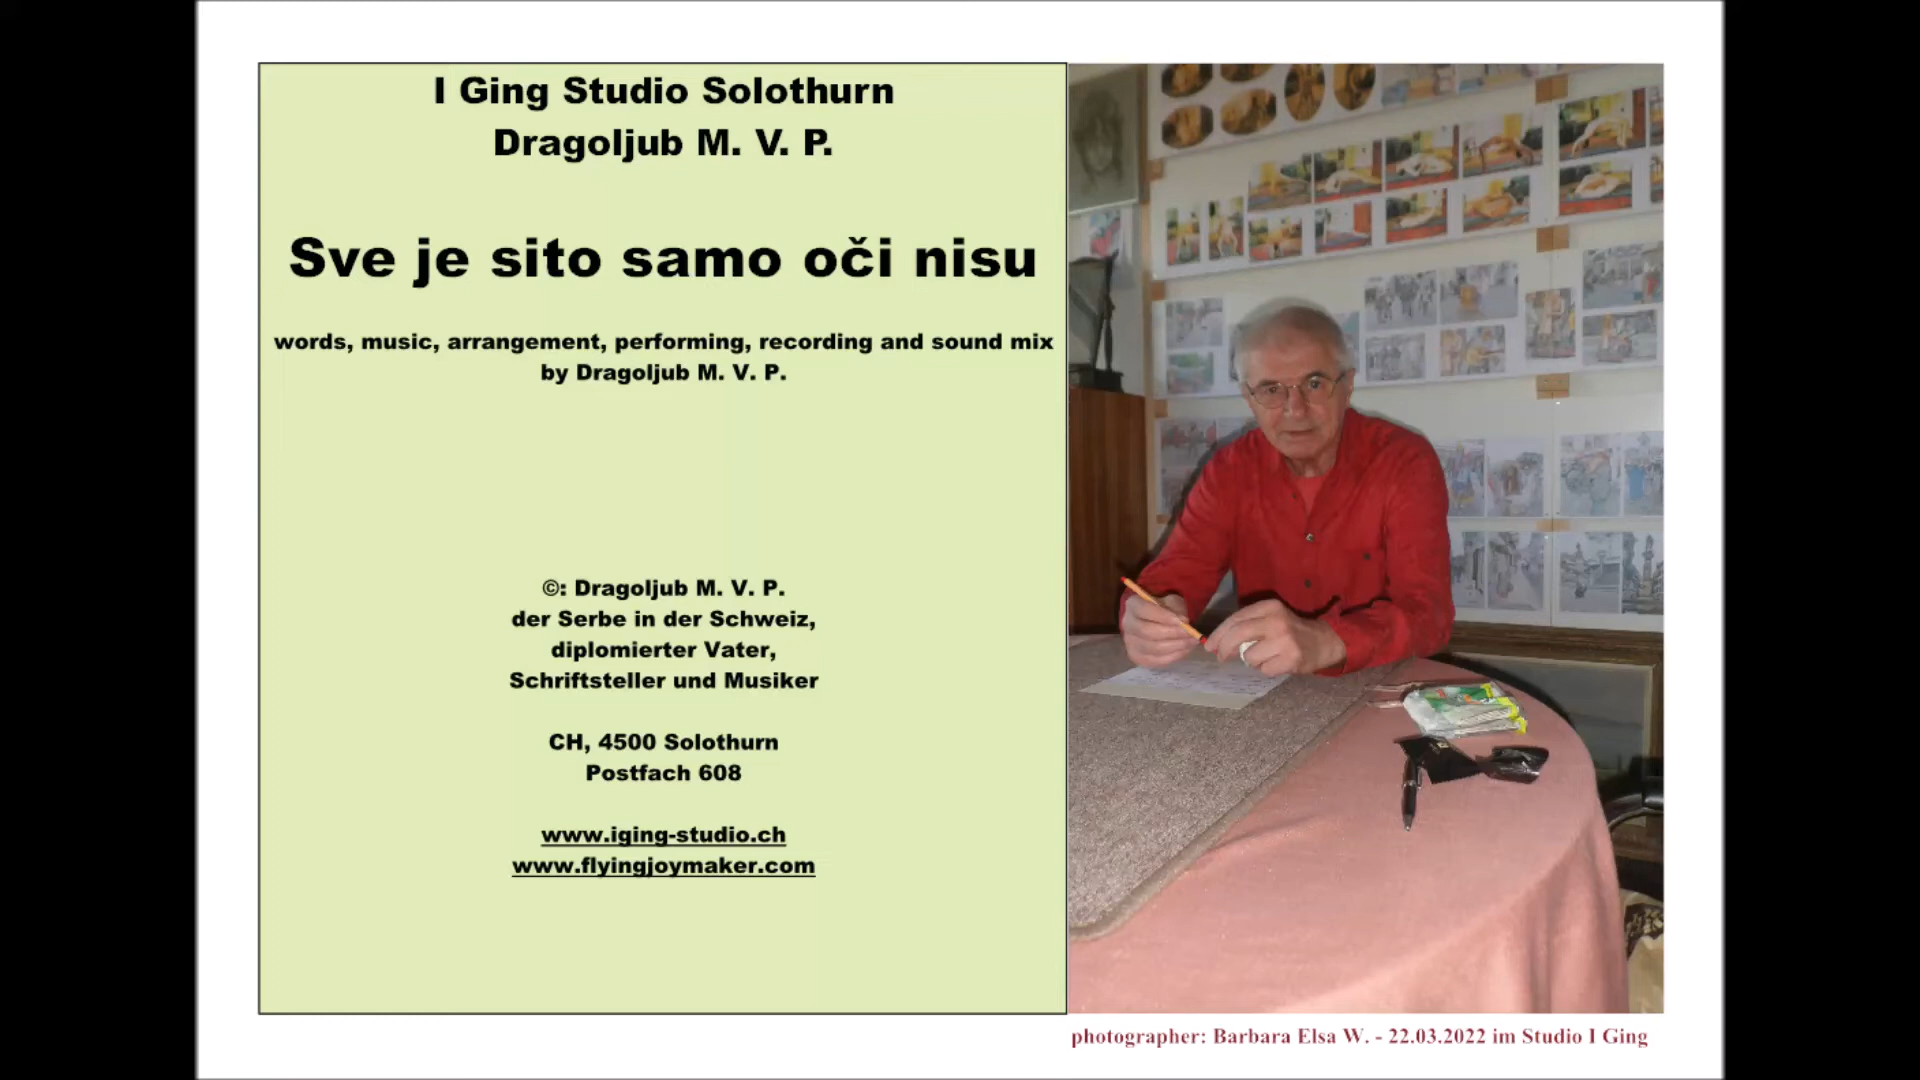 I Ging Studio Solothurn
Dragoljub M. V. P.
Sve je sito samo oči nisu
words, music, arrangement, performing, recording and sound mix
by Dragoljub M. V. P.
©: Dragoljub M. V. P.
der Serbe in der Schweiz,
diplomierter Vater,
Schriftsteller und Musiker
CH, 4500 Solothurn
Postfach 608
www.iging-studio.ch
www.flyingjoymaker.com
photographer: Barbara Elsa W. - 22.03.2022 im Studio I Ging